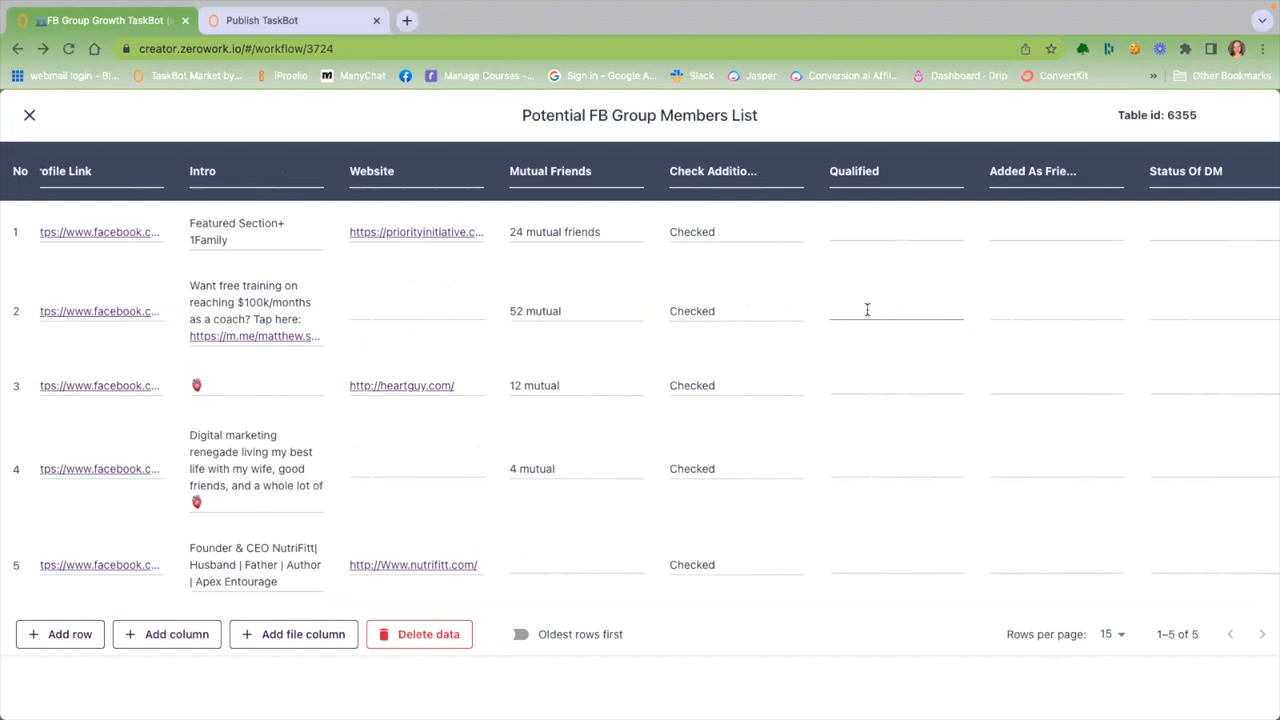 FB Group Growth TaskBot (
Publish TaskBot
creator.zerowork.io/#/workflow/3724
webmail login – Bl...
TaskBot Market by...
iProelio
ManyChat
Manage Courses -...
Sign in – Google A...
Slack
Jasper
Conversion.ai Affil...
Dashboard · Drip
ConvertKit
»
Other Bookmarks
Potential FB Group Members List
Table id: 6355
No
rofile Link
Intro
Website
Mutual Friends
Check Additio...
Qualified
Added As Frie...
Status Of DM
1
tps://www.facebook.c...
Featured Section+
1Family
https://priorityinitiative.c...
24 mutual friends
Checked
2
tps://www.facebook.c...
Want free training on
reaching $100k/months
as a coach? Tap here:
https://m.me/matthew.s...
52 mutual
Checked
3
tps://www.facebook.c...
🫀
http://heartguy.com/
12 mutual
Checked
4
tps://www.facebook.c...
Digital marketing
renegade living my best
life with my wife, good
friends, and a whole lot of
🫀
4 mutual
Checked
5
tps://www.facebook.c...
Founder & CEO NutriFitt|
Husband | Father | Author
| Apex Entourage
http://Www.nutrifitt.com/
Checked
+ Add row
+ Add column
+ Add file column
Delete data
Oldest rows first
Rows per page:
15
1–5 of 5